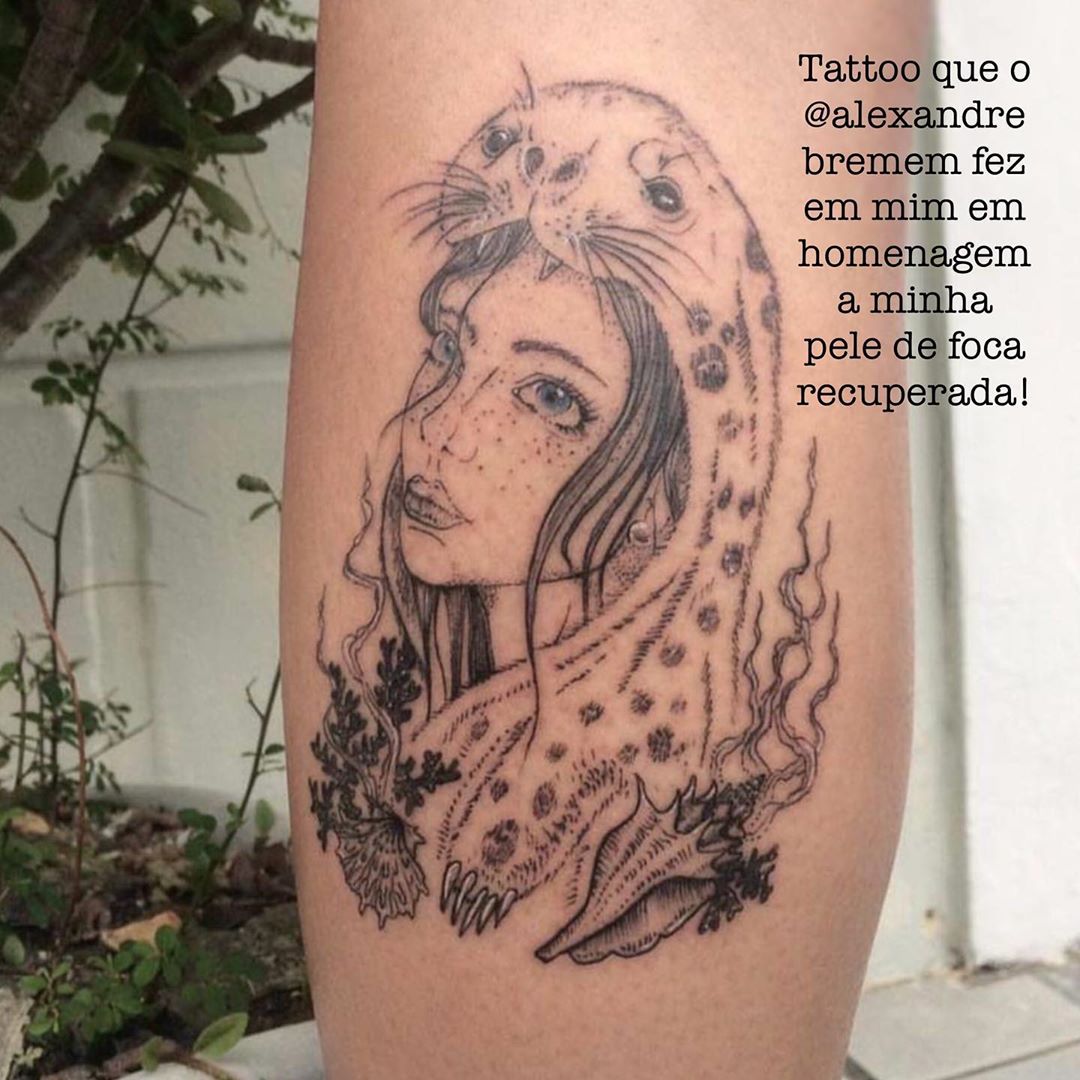 Tattoo que o
@alexandre
bremem fez
em mim em
homenagem
a minha
pele de foca
recuperada!